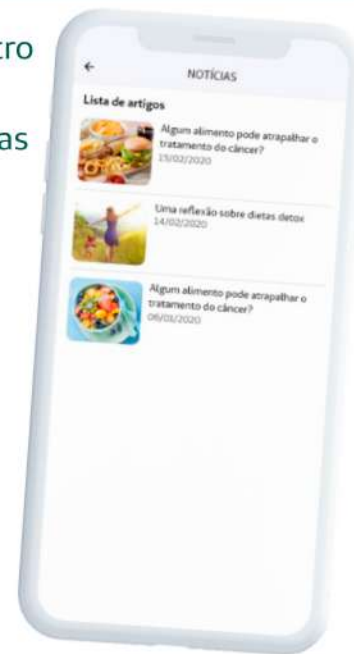 tro
as
NOTÍCIAS
Lista de artigos
Algum alimento pode atrapalhar o
tratamento do câncer?
15/02/2020
Uma reflexão sobre dietas detox
14/02/2020
Algum alimento pode atrapalhar o
tratamento do câncer?
06/01/2020